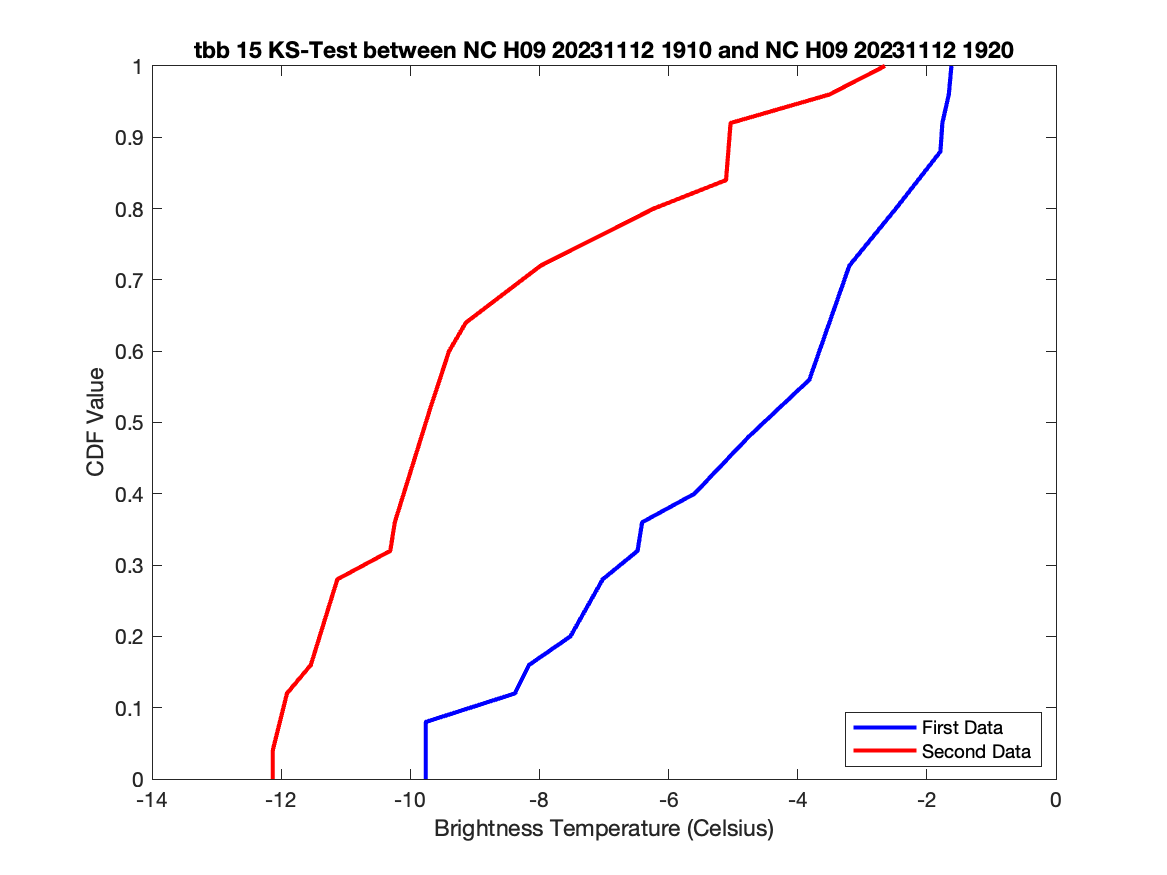 tbb 15 KS-Test between NC H09 20231112 1910 and NC H09 20231112 1920
1
0.9
0.8
0.7
0.6
0.5
0.4
0.3
0.2
0.1
0
CDF Value
First Data
Second Data
-14 -12 -10 -8 -6 -4 -2 0
Brightness Temperature (Celsius)